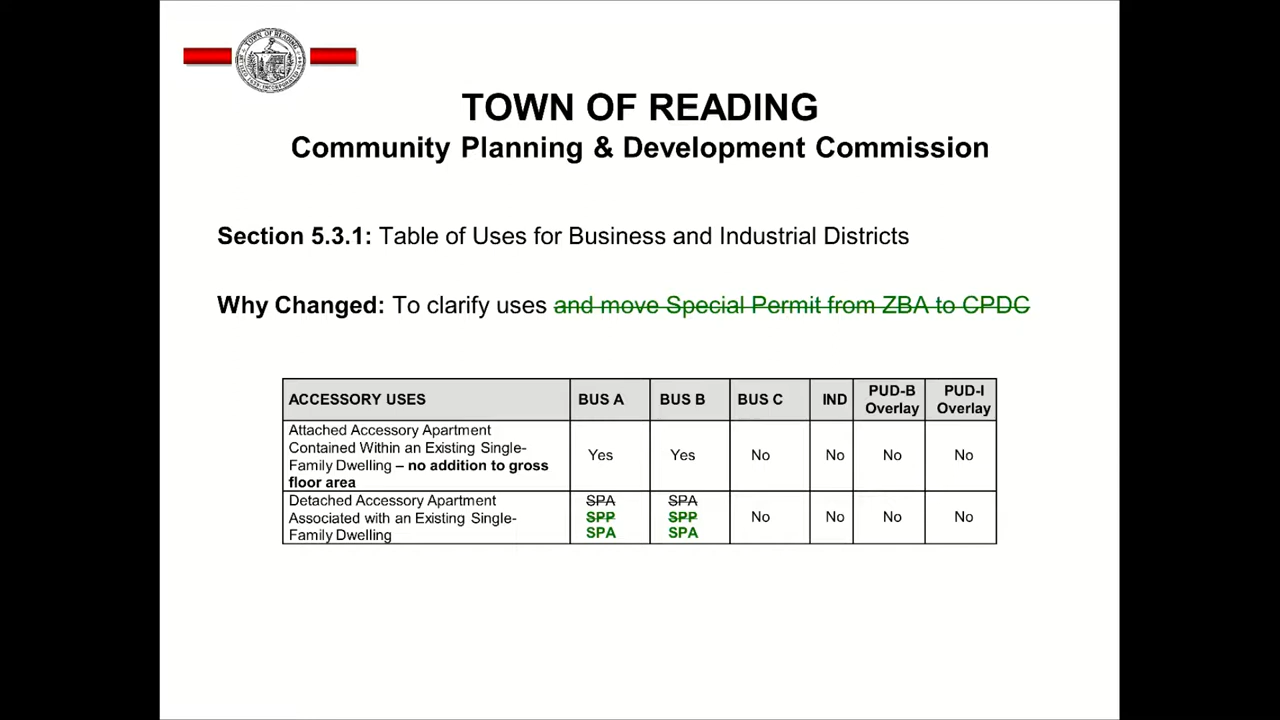 TOWN OF READING
TOWN OF READING
Community Planning & Development Commission
Section 5.3.1: Table of Uses for Business and Industrial Districts
Why Changed: To clarify uses and move Special Permit from ZBA to CPDC
ACCESSORY USES BUS A BUS B BUS C IND PUD-B Overlay PUD-I Overlay
Attached Accessory Apartment
Contained Within an Existing Single-
Family Dwelling – no addition to gross
floor area
Yes Yes No No No No
Detached Accessory Apartment
Associated with an Existing Single-
Family Dwelling
SPA SPA
SPP SPP
SPA SPA
No No No No